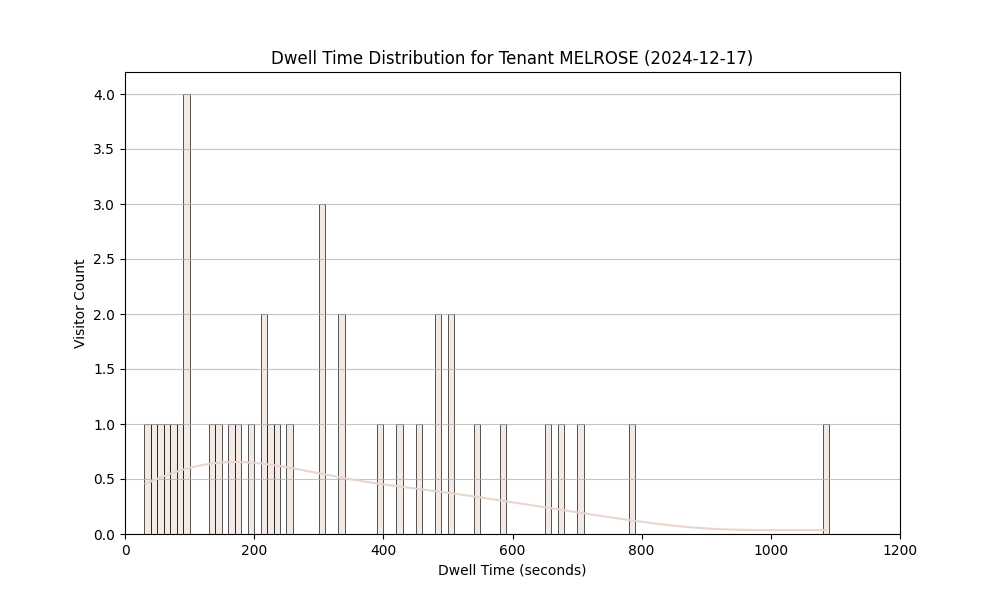 Dwell Time Distribution for Tenant MELROSE (2024-12-17)
4.0
3.5
3.0
2.5
2.0
1.5
1.0
0.5
0.0
Visitor Count
0 200 400 600 800 1000 1200
Dwell Time (seconds)